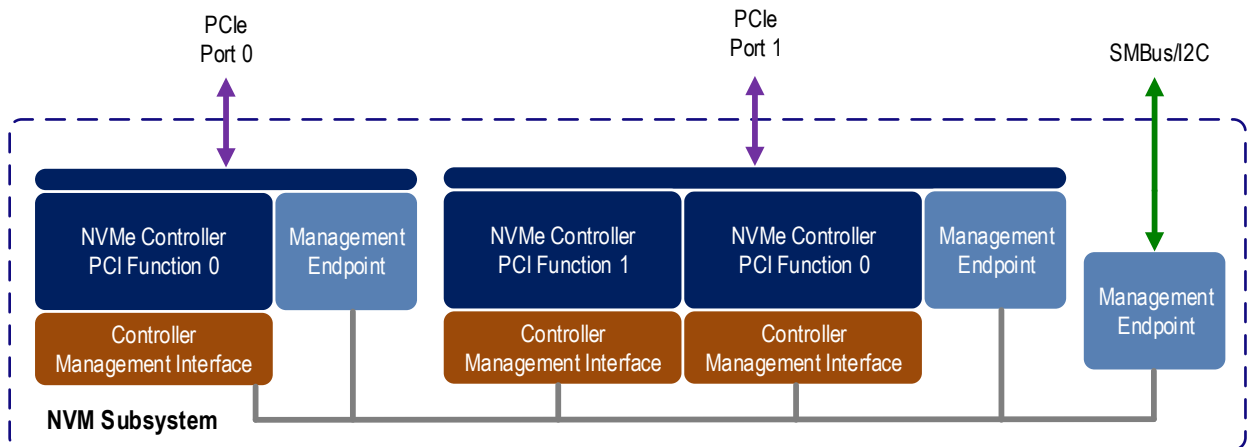 PCIe
Port 0
PCIe
Port 1
SMBus/I2C
NVMe Controller
PCI Function 0
Management
Endpoint
NVMe Controller
PCI Function 1
NVMe Controller
PCI Function 0
Management
Endpoint
Management
Endpoint
Controller
Management Interface
Controller
Management Interface
Controller
Management Interface
NVM Subsystem